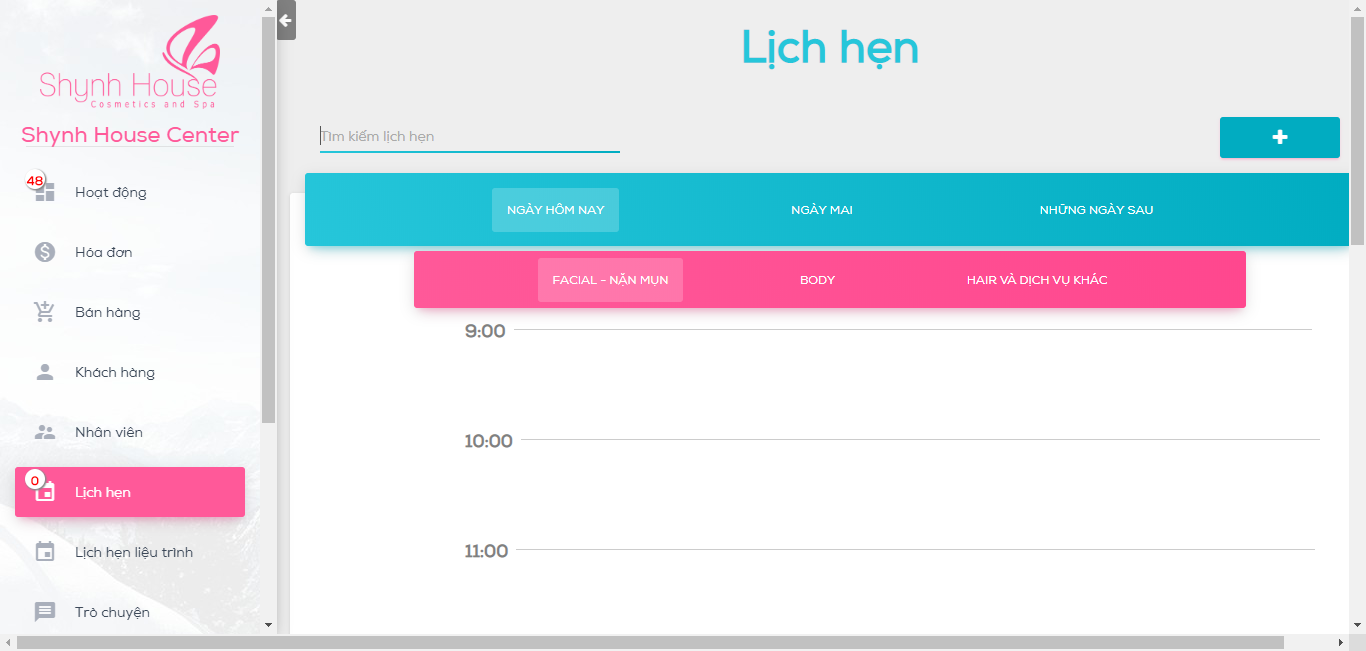 Shynh House
Cosmetics and Spa
Shynh House Center
48
Hoạt động
Hóa đơn
Bán hàng
Khách hàng
Nhân viên
0
Lịch hẹn
Lịch hẹn liệu trình
Trò chuyện
Lịch hẹn
Tìm kiếm lịch hẹn
NGÀY HÔM NAY
NGÀY MAI
NHỮNG NGÀY SAU
FACIAL - NẶN MỤN
BODY
HAIR VÀ DỊCH VỤ KHÁC
9:00
10:00
11:00